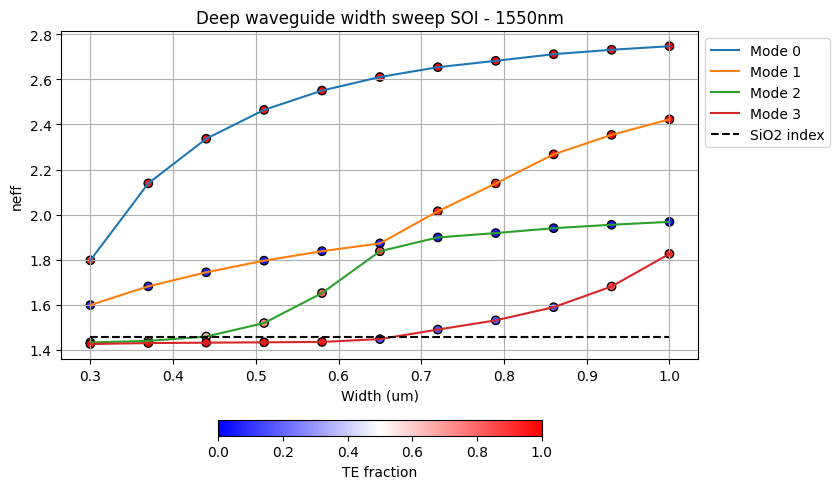 Deep waveguide width sweep SOI - 1550nm
2.8
2.6
2.4
2.2
2.0
1.8
1.6
1.4
neff
0.3 0.4 0.5 0.6 0.7 0.8 0.9 1.0
Width (um)
Mode 0
Mode 1
Mode 2
Mode 3
SiO2 index
0.0 0.2 0.4 0.6 0.8 1.0
TE fraction